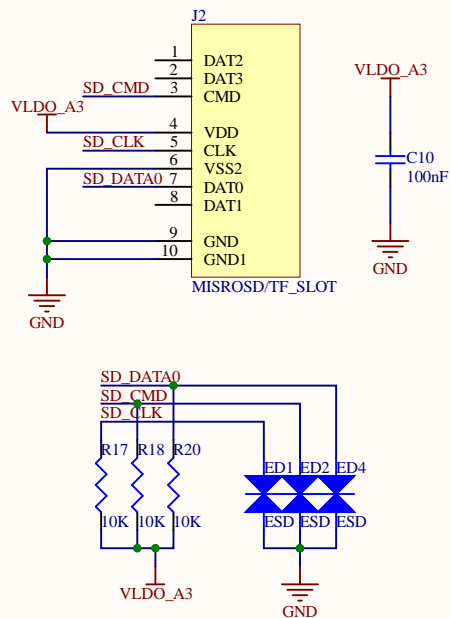 J2
1 DAT2
2 DAT3
SD_CMD 3 CMD
VLDO_A3
4 VDD
SD_CLK 5 CLK
6 VSS2
SD_DATA0 7 DAT0
8 DAT1
9 GND
10 GND1
MISROSD/TF_SLOT
GND
VLDO_A3
C10
100nF
GND
SD_DATA0
SD_CMD
SD_CLK
R17 R18 R20
10K 10K 10K
VLDO_A3
ED1 ED2 ED4
ESD ESD ESD
GND